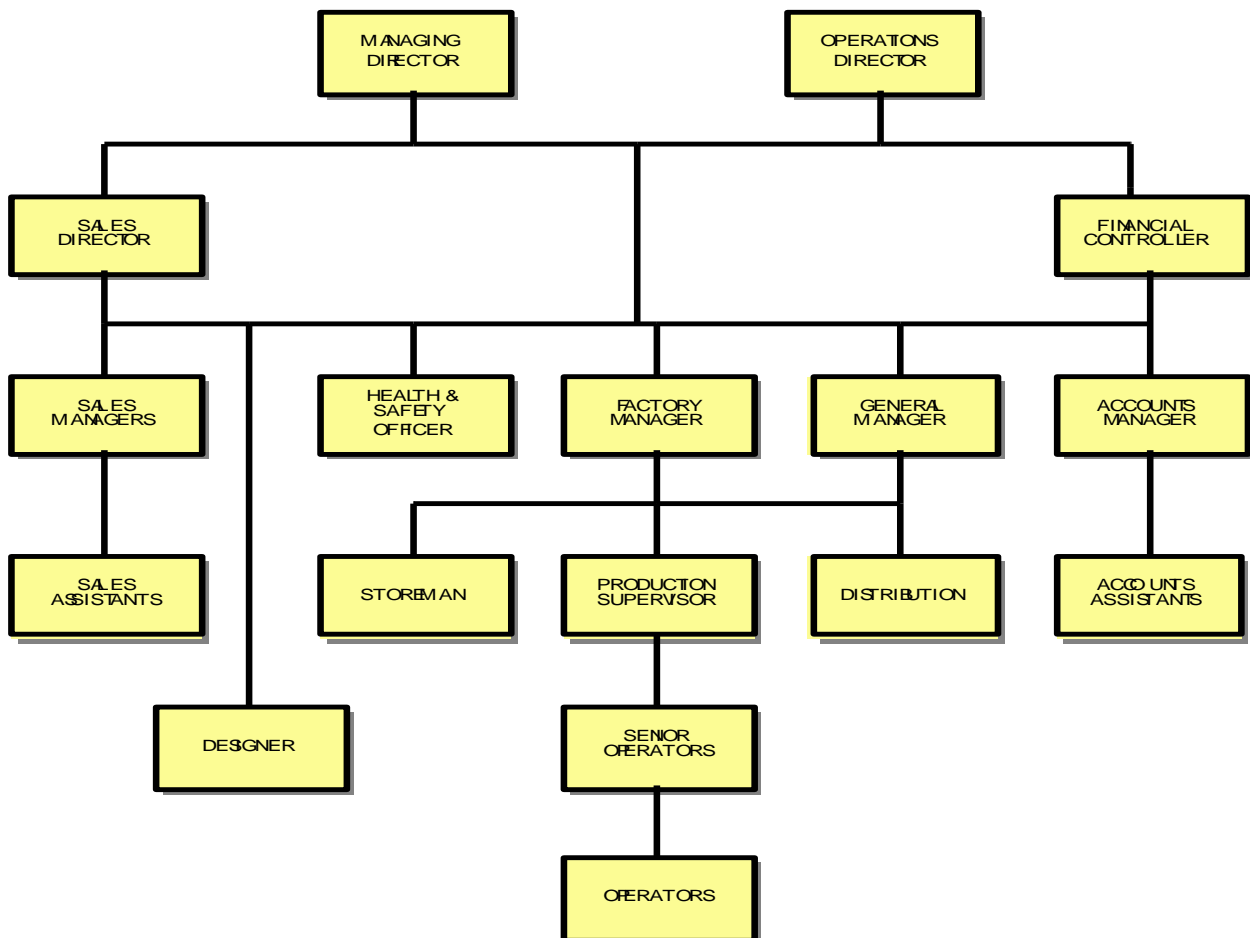 MANAGING
DIRECTOR
OPERATIONS
DIRECTOR
SALES
DIRECTOR
FINANCIAL
CONTROLLER
SALES
MANAGERS
HEALTH &
SAFETY
OFFICER
FACTORY
MANAGER
GENERAL
MANAGER
ACCOUNTS
MANAGER
SALES
ASSISTANTS
STOREMAN
PRODUCTION
SUPERVISOR
DISTRIBUTION
ACCOUNTS
ASSISTANTS
DESIGNER
SENIOR
OPERATORS
OPERATORS